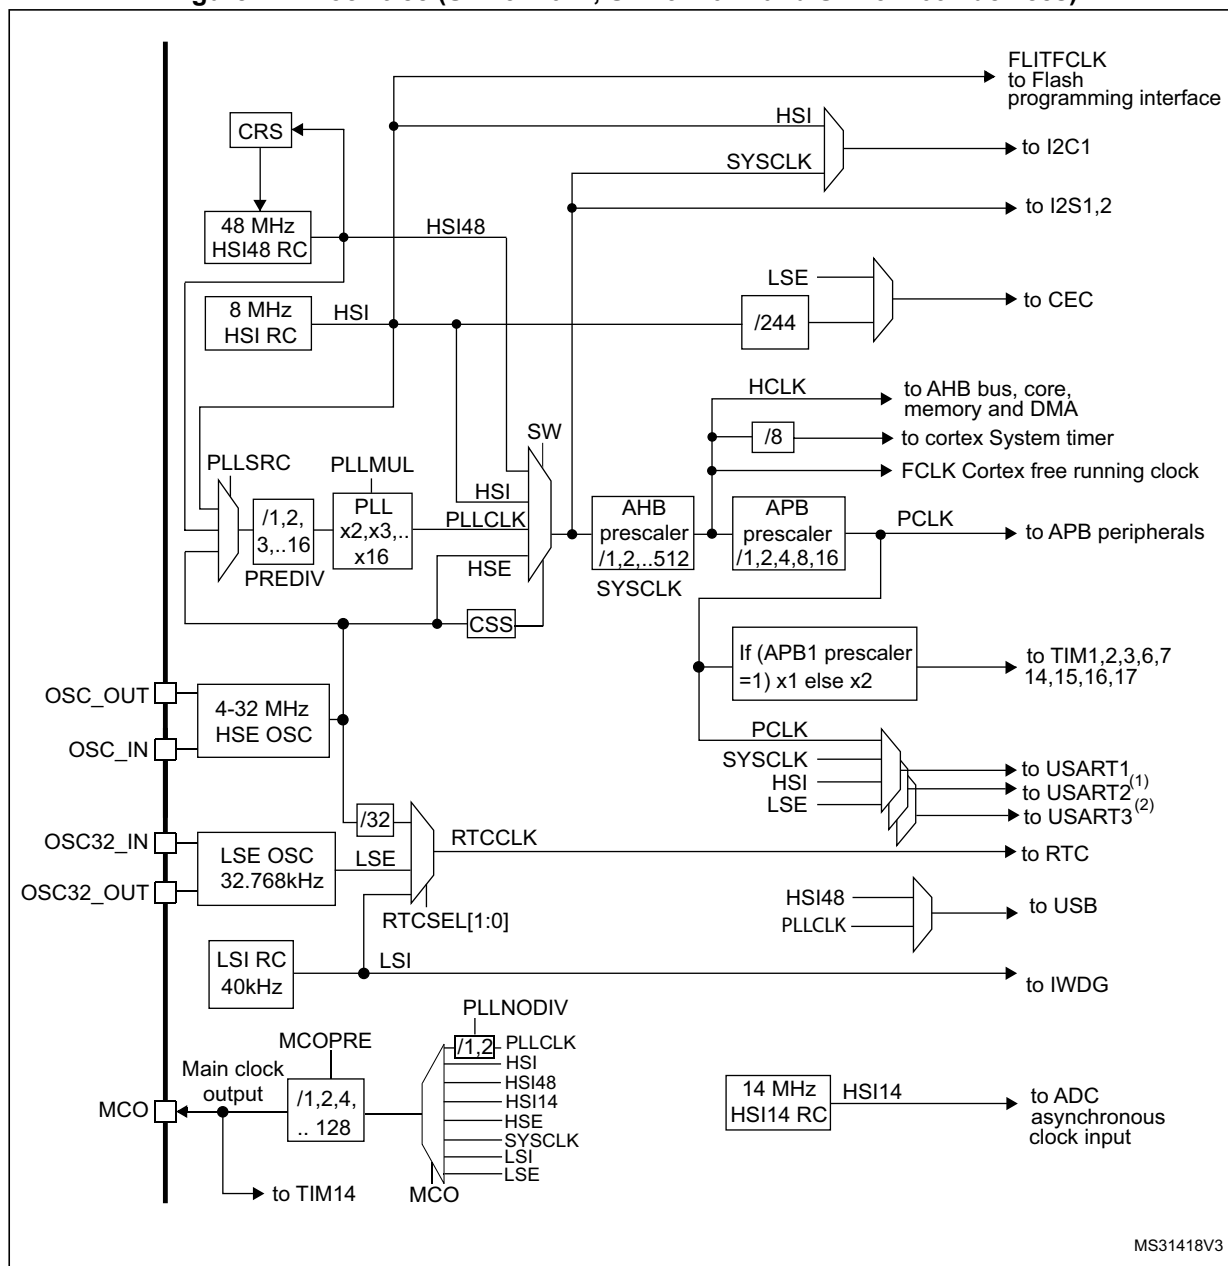 FLITFCLK
to Flash
programming interface
HSI
CRS
to I2C1
SYSCLK
to I2S1,2
48 MHz
HSI48 RC
HSI48
LSE
to CEC
8 MHz
HSI RC
HSI
/244
HCLK
to AHB bus, core,
memory and DMA
SW
/8
to cortex System timer
PLLSRC
PLLMUL
FCLK Cortex free running clock
HSI
/1,2,
3,..16
PREDIV
PLL
x2,x3,..
x16
PLLCLK
HSE
AHB
prescaler
/1,2,..512
SYSCLK
APB
prescaler
/1,2,4,8,16
PCLK
to APB peripherals
CSS
If (APB1 prescaler
=1) x1 else x2
to TIM1,2,3,6,7
14,15,16,17
OSC_OUT
OSC_IN
4-32 MHz
HSE OSC
PCLK
SYSCLK
HSI
LSE
to USART1
to USART2(1)
to USART3(2)
/32
OSC32_IN
OSC32_OUT
LSE OSC
32.768kHz
LSE
RTCCLK
to RTC
RTCSEL[1:0]
HSI48
PLLCLK
to USB
LSI RC
40kHz
LSI
to IWDG
PLLNODIV
MCOPRE
/1,2
PLLCLK
HSI
HSI48
HSI14
HSE
SYSCLK
LSI
LSE
Main clock
output
MCO
/1,2,4,
.. 128
14 MHz
HSI14 RC
HSI14
to ADC
asynchronous
clock input
to TIM14
MCO
MS31418V3